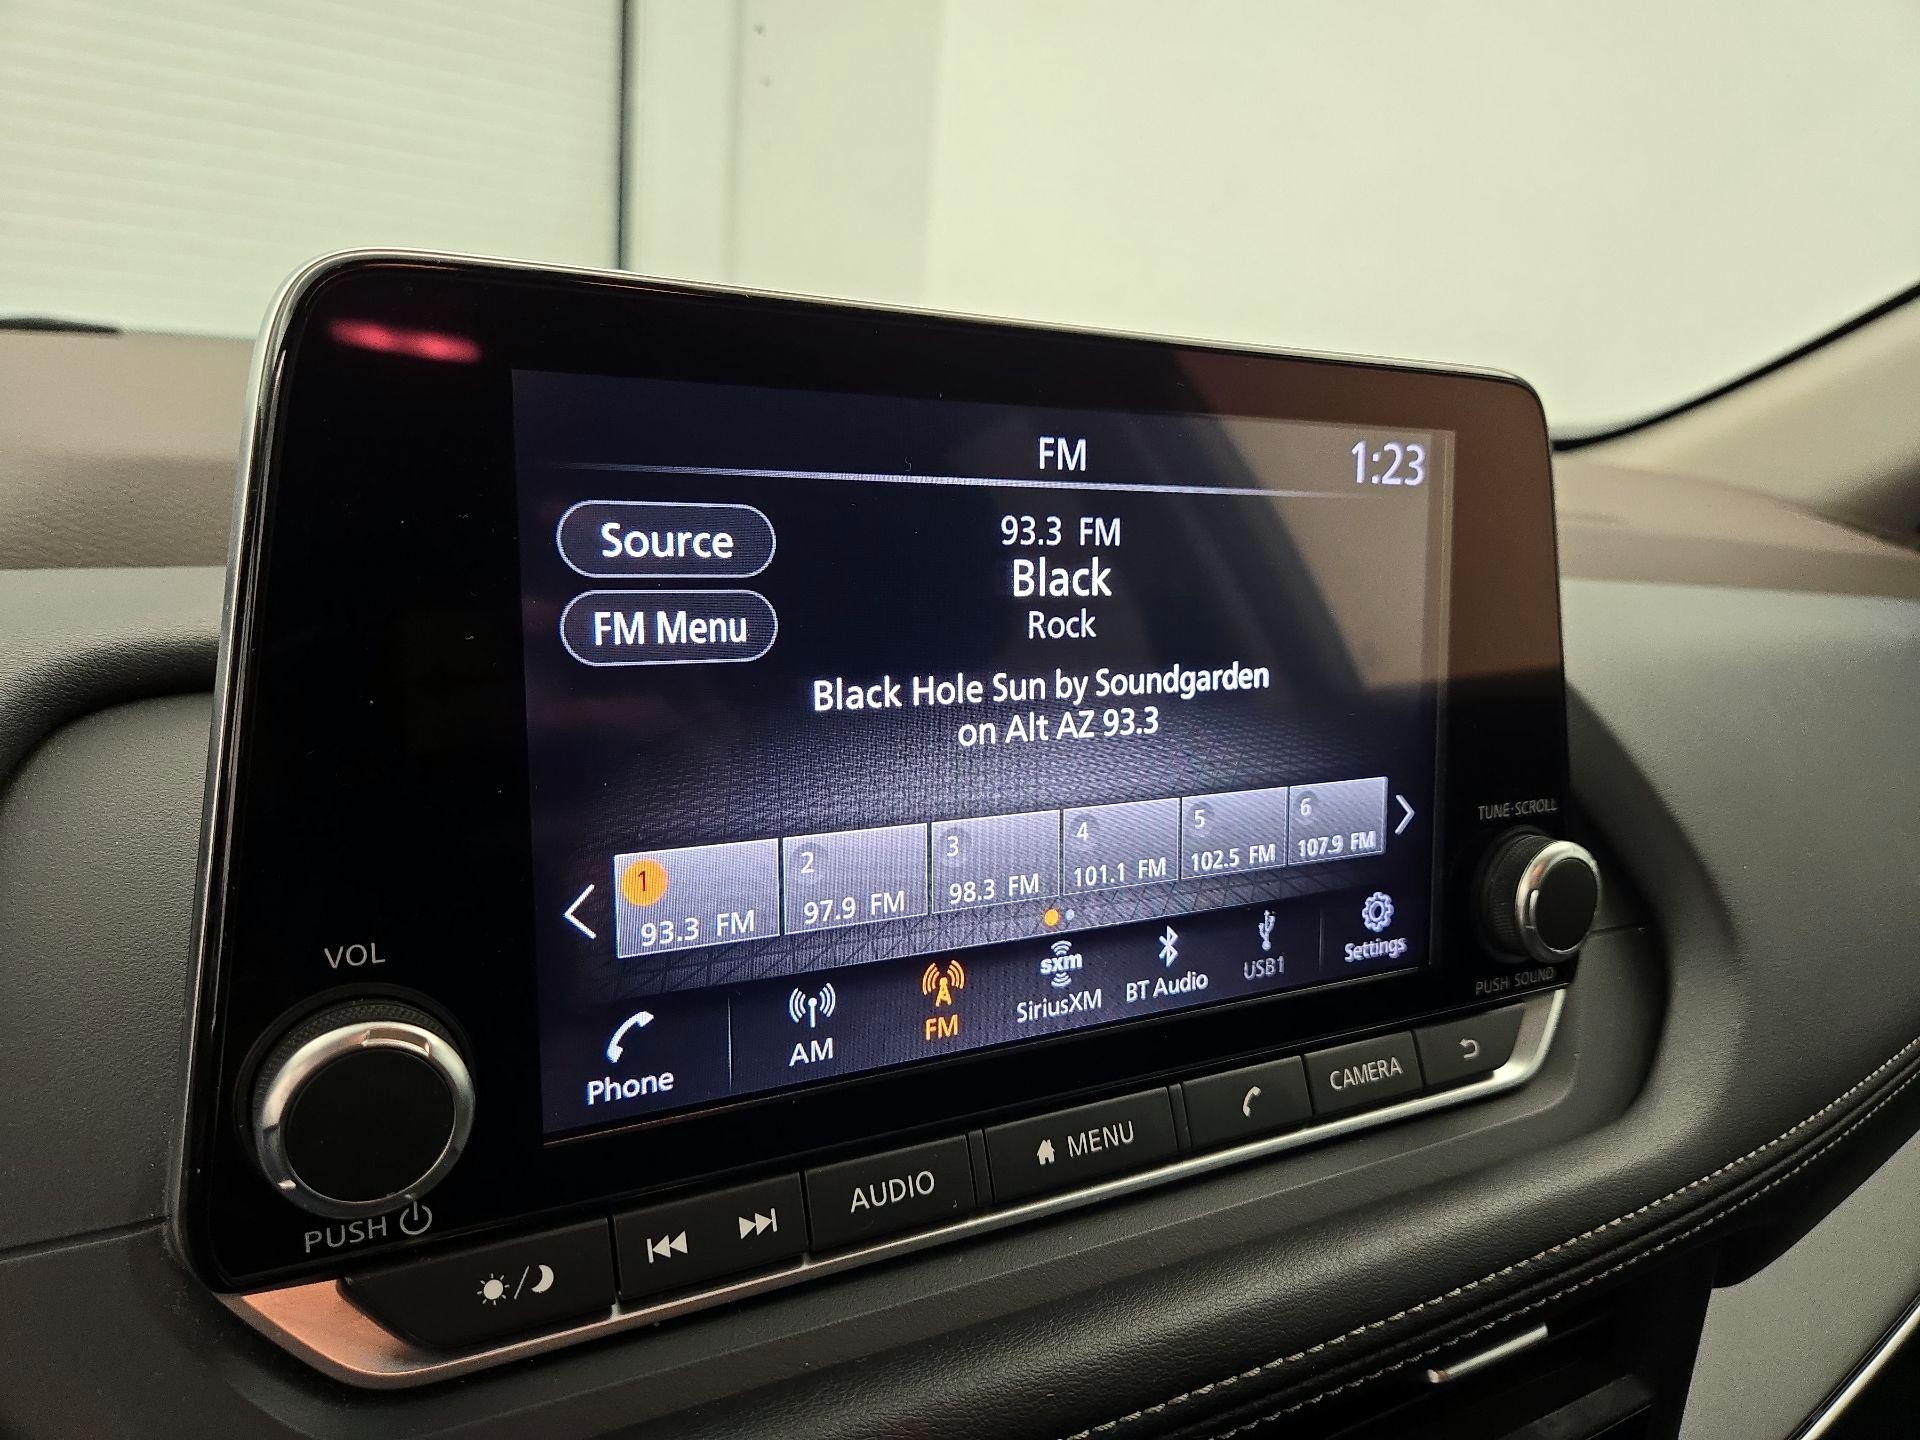 FM
1:23
Source
93.3 FM
Black
FM Menu
Rock
Black Hole Sun by Soundgarden
on Alt AZ 93.3
1
93.3 FM
2
97.9 FM
3
98.3 FM
4
101.1 FM
5
102.5 FM
6
107.9 FM
Phone
AM
FM
sxm
SiriusXM
BT Audio
USB1
Settings
VOL
PUSH
TUNE·SCROLL
PUSH SOUND
AUDIO
MENU
CAMERA